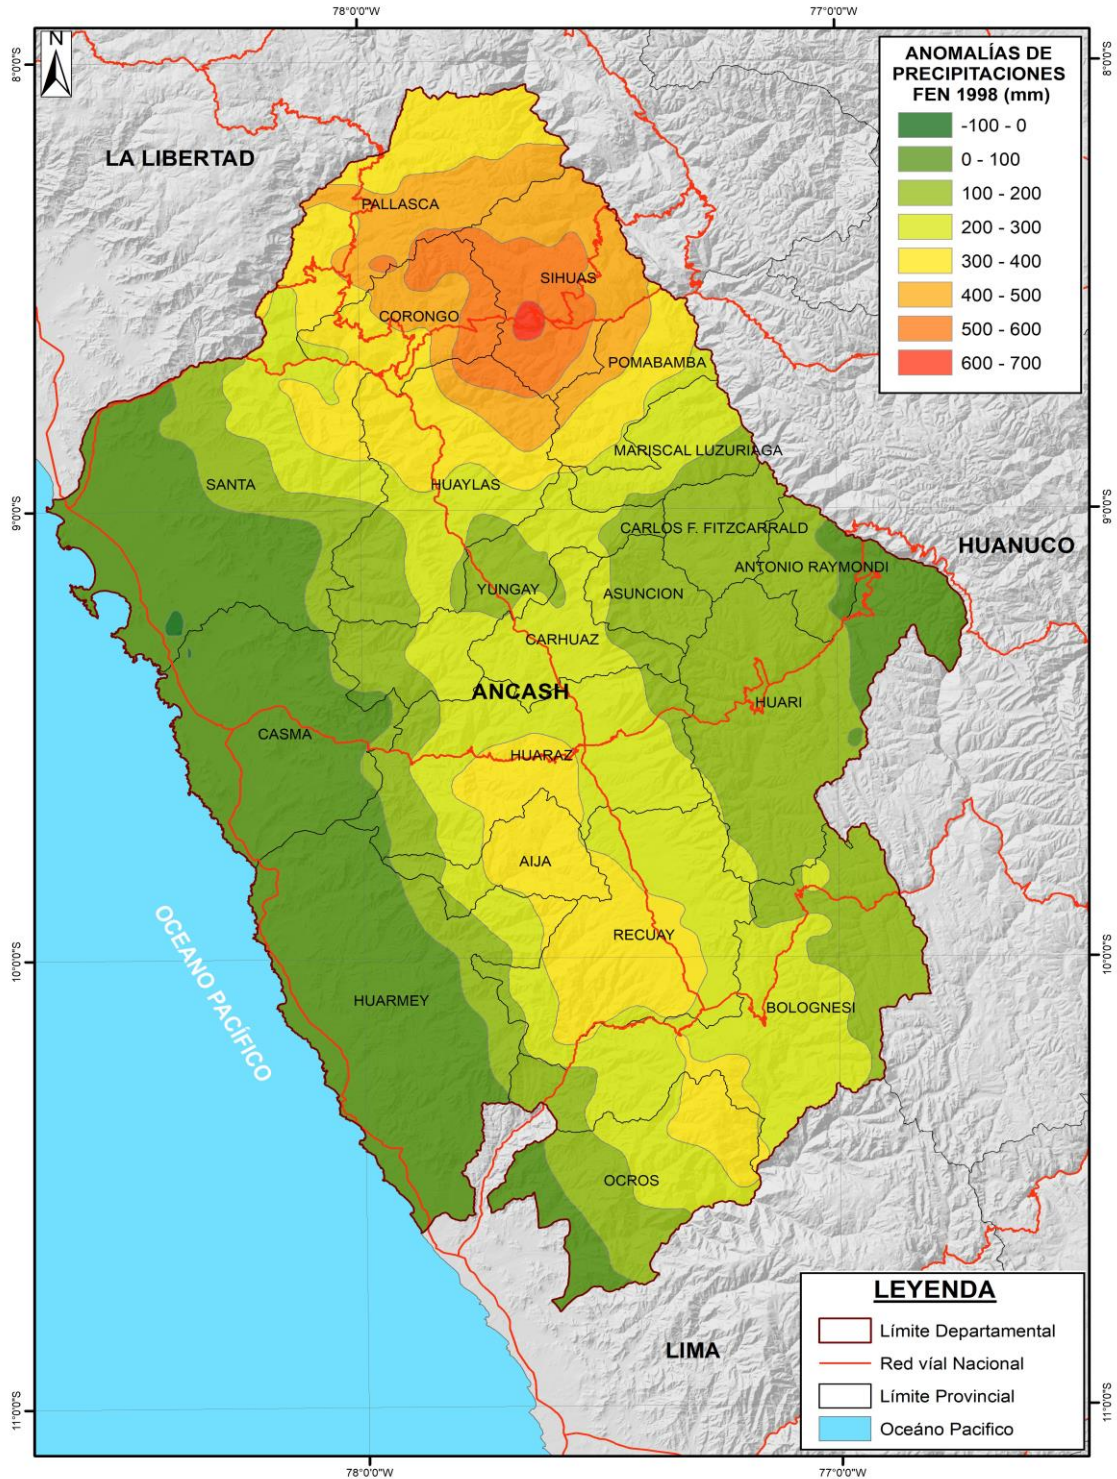 78°0'0"W
77°0'0"W
N
8°0'0"S
8°0'0"S
ANOMALÍAS DE
PRECIPITACIONES
FEN 1998 (mm)
-100 - 0
0 - 100
100 - 200
200 - 300
300 - 400
400 - 500
500 - 600
600 - 700
LA LIBERTAD
PALLASCA
SIHUAS
CORONGO
POMABAMBA
MARISCAL LUZURIAGA
SANTA
HUAYLAS
9°0'0"S
9°0'0"S
CARLOS F. FITZCARRALD
HUANUCO
ANTONIO RAYMONDI
YUNGAY
ASUNCION
CARHUAZ
ANCASH
HUARI
CASMA
HUARAZ
AIJA
RECUAY
OCEANO PACÍFICO
10°0'0"S
10°0'0"S
HUARMEY
BOLOGNESI
OCROS
LIMA
LEYENDA
Límite Departamental
Red víal Nacional
Límite Provincial
Oceáno Pacifico
11°0'0"S
11°0'0"S
78°0'0"W
77°0'0"W